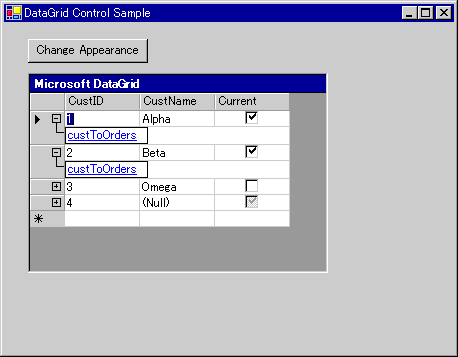 DataGrid Control Sample
Change Appearance
Microsoft DataGrid
CustID CustName Current
1 Alpha
custToOrders
2 Beta
custToOrders
3 Omega
4 (Null)